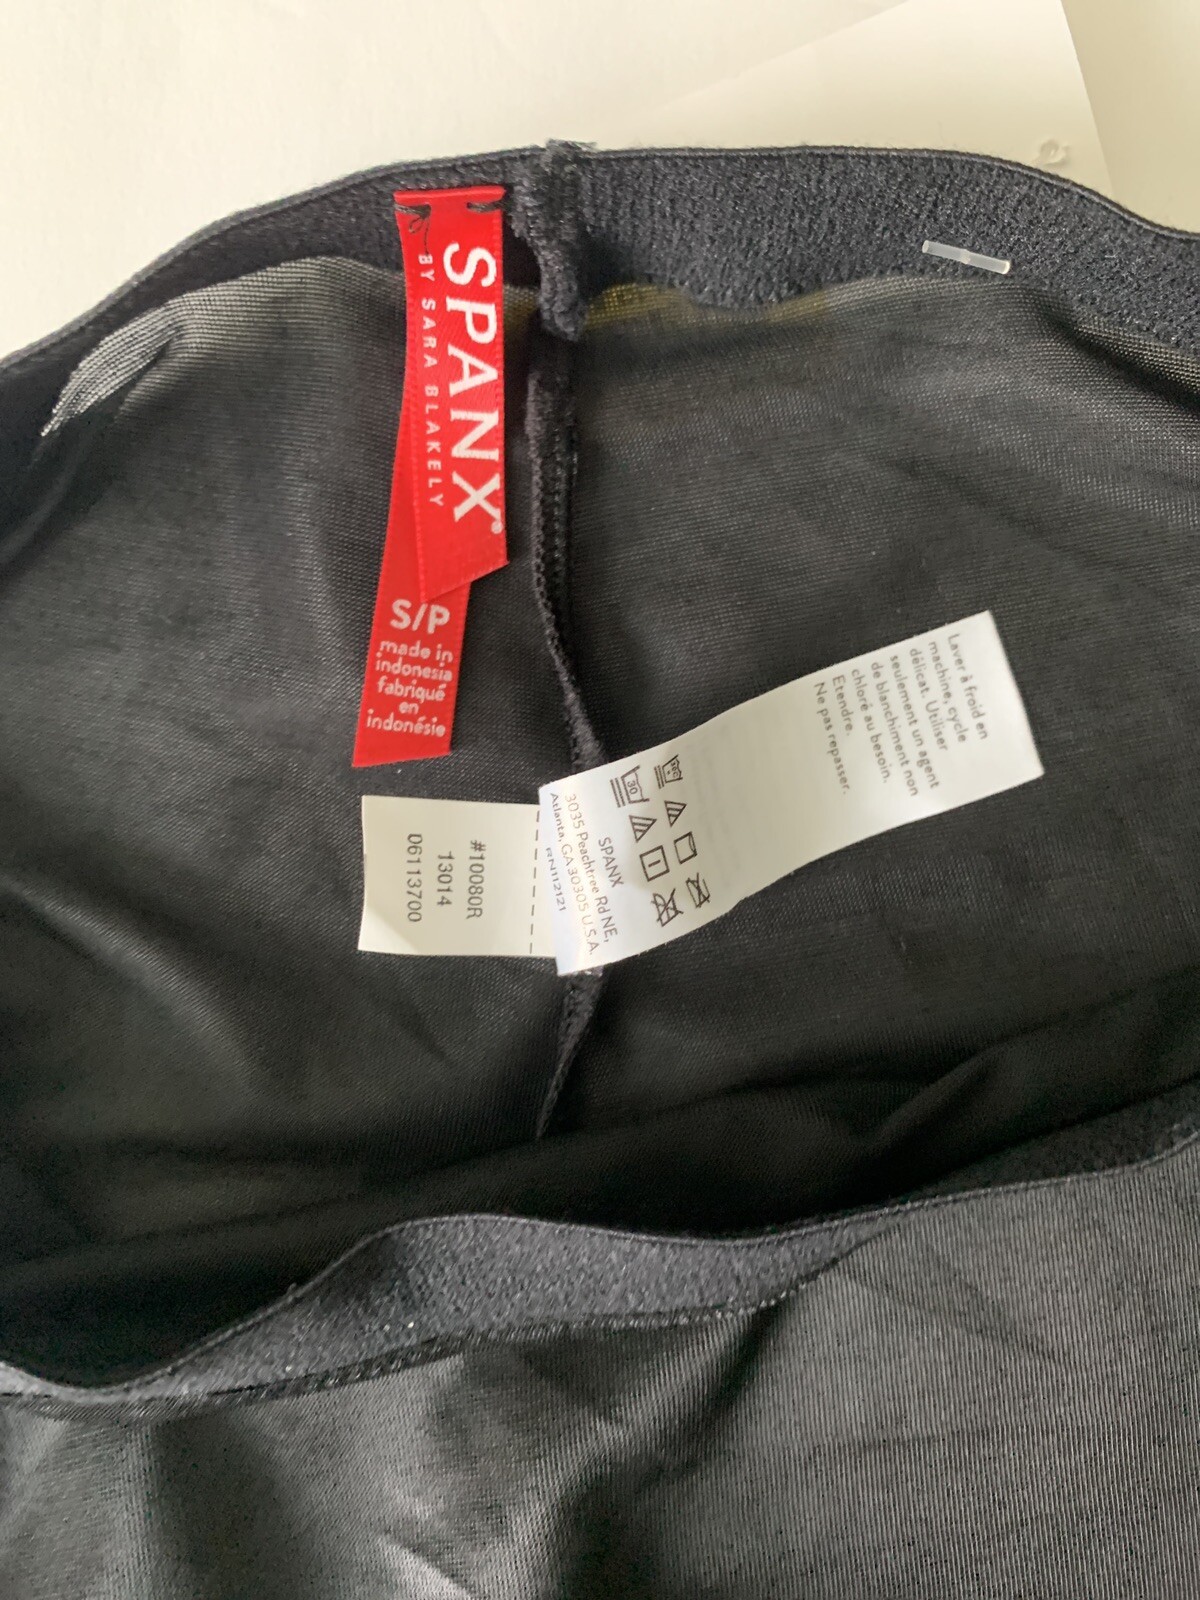 SPANX®
BY SARA BLAKELY
S/P
made in
indonesia
fabriqué
en
indonésie
#10080R
13014
06113700
SPANX
3035 Peachtree Rd NE,
Atlanta, GA 30305 U.S.A.
RN112121
30
Laver à froid en
machine, cycle
délicat. Utiliser
seulement un agent
de blanchiment non
chloré au besoin.
Étendre.
Ne pas repasser.